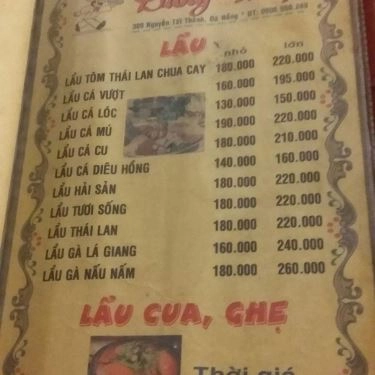 309 Nguyễn Tất Thành, Đà Nẵng
LẨU nhỏ lớn
LẨU TÔM THÁI LAN CHUA CAY 180.000 220.000
LẨU CÁ VƯỢT 160.000 195.000
LẨU CÁ LÓC 130.000 150.000
LẨU CÁ MÚ 190.000 220.000
LẨU CÁ CU 180.000 210.000
LẨU CÁ DIÊU HỒNG 140.000 160.000
LẨU HẢI SẢN 180.000 220.000
LẨU TƯƠI SỐNG 180.000 220.000
LẨU THÁI LAN 180.000 220.000
LẨU GÀ LÁ GIANG 160.000 240.000
LẨU GÀ NẤU NẤM 180.000 260.000
LẨU CUA, GHẸ
Thời giá